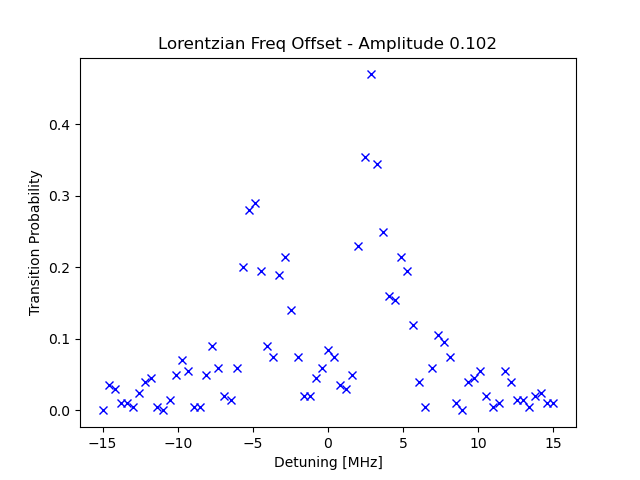 Lorentzian Freq Offset - Amplitude 0.102
Transition Probability
0.4
0.3
0.2
0.1
0.0
−15 −10 −5 0 5 10 15
Detuning [MHz]